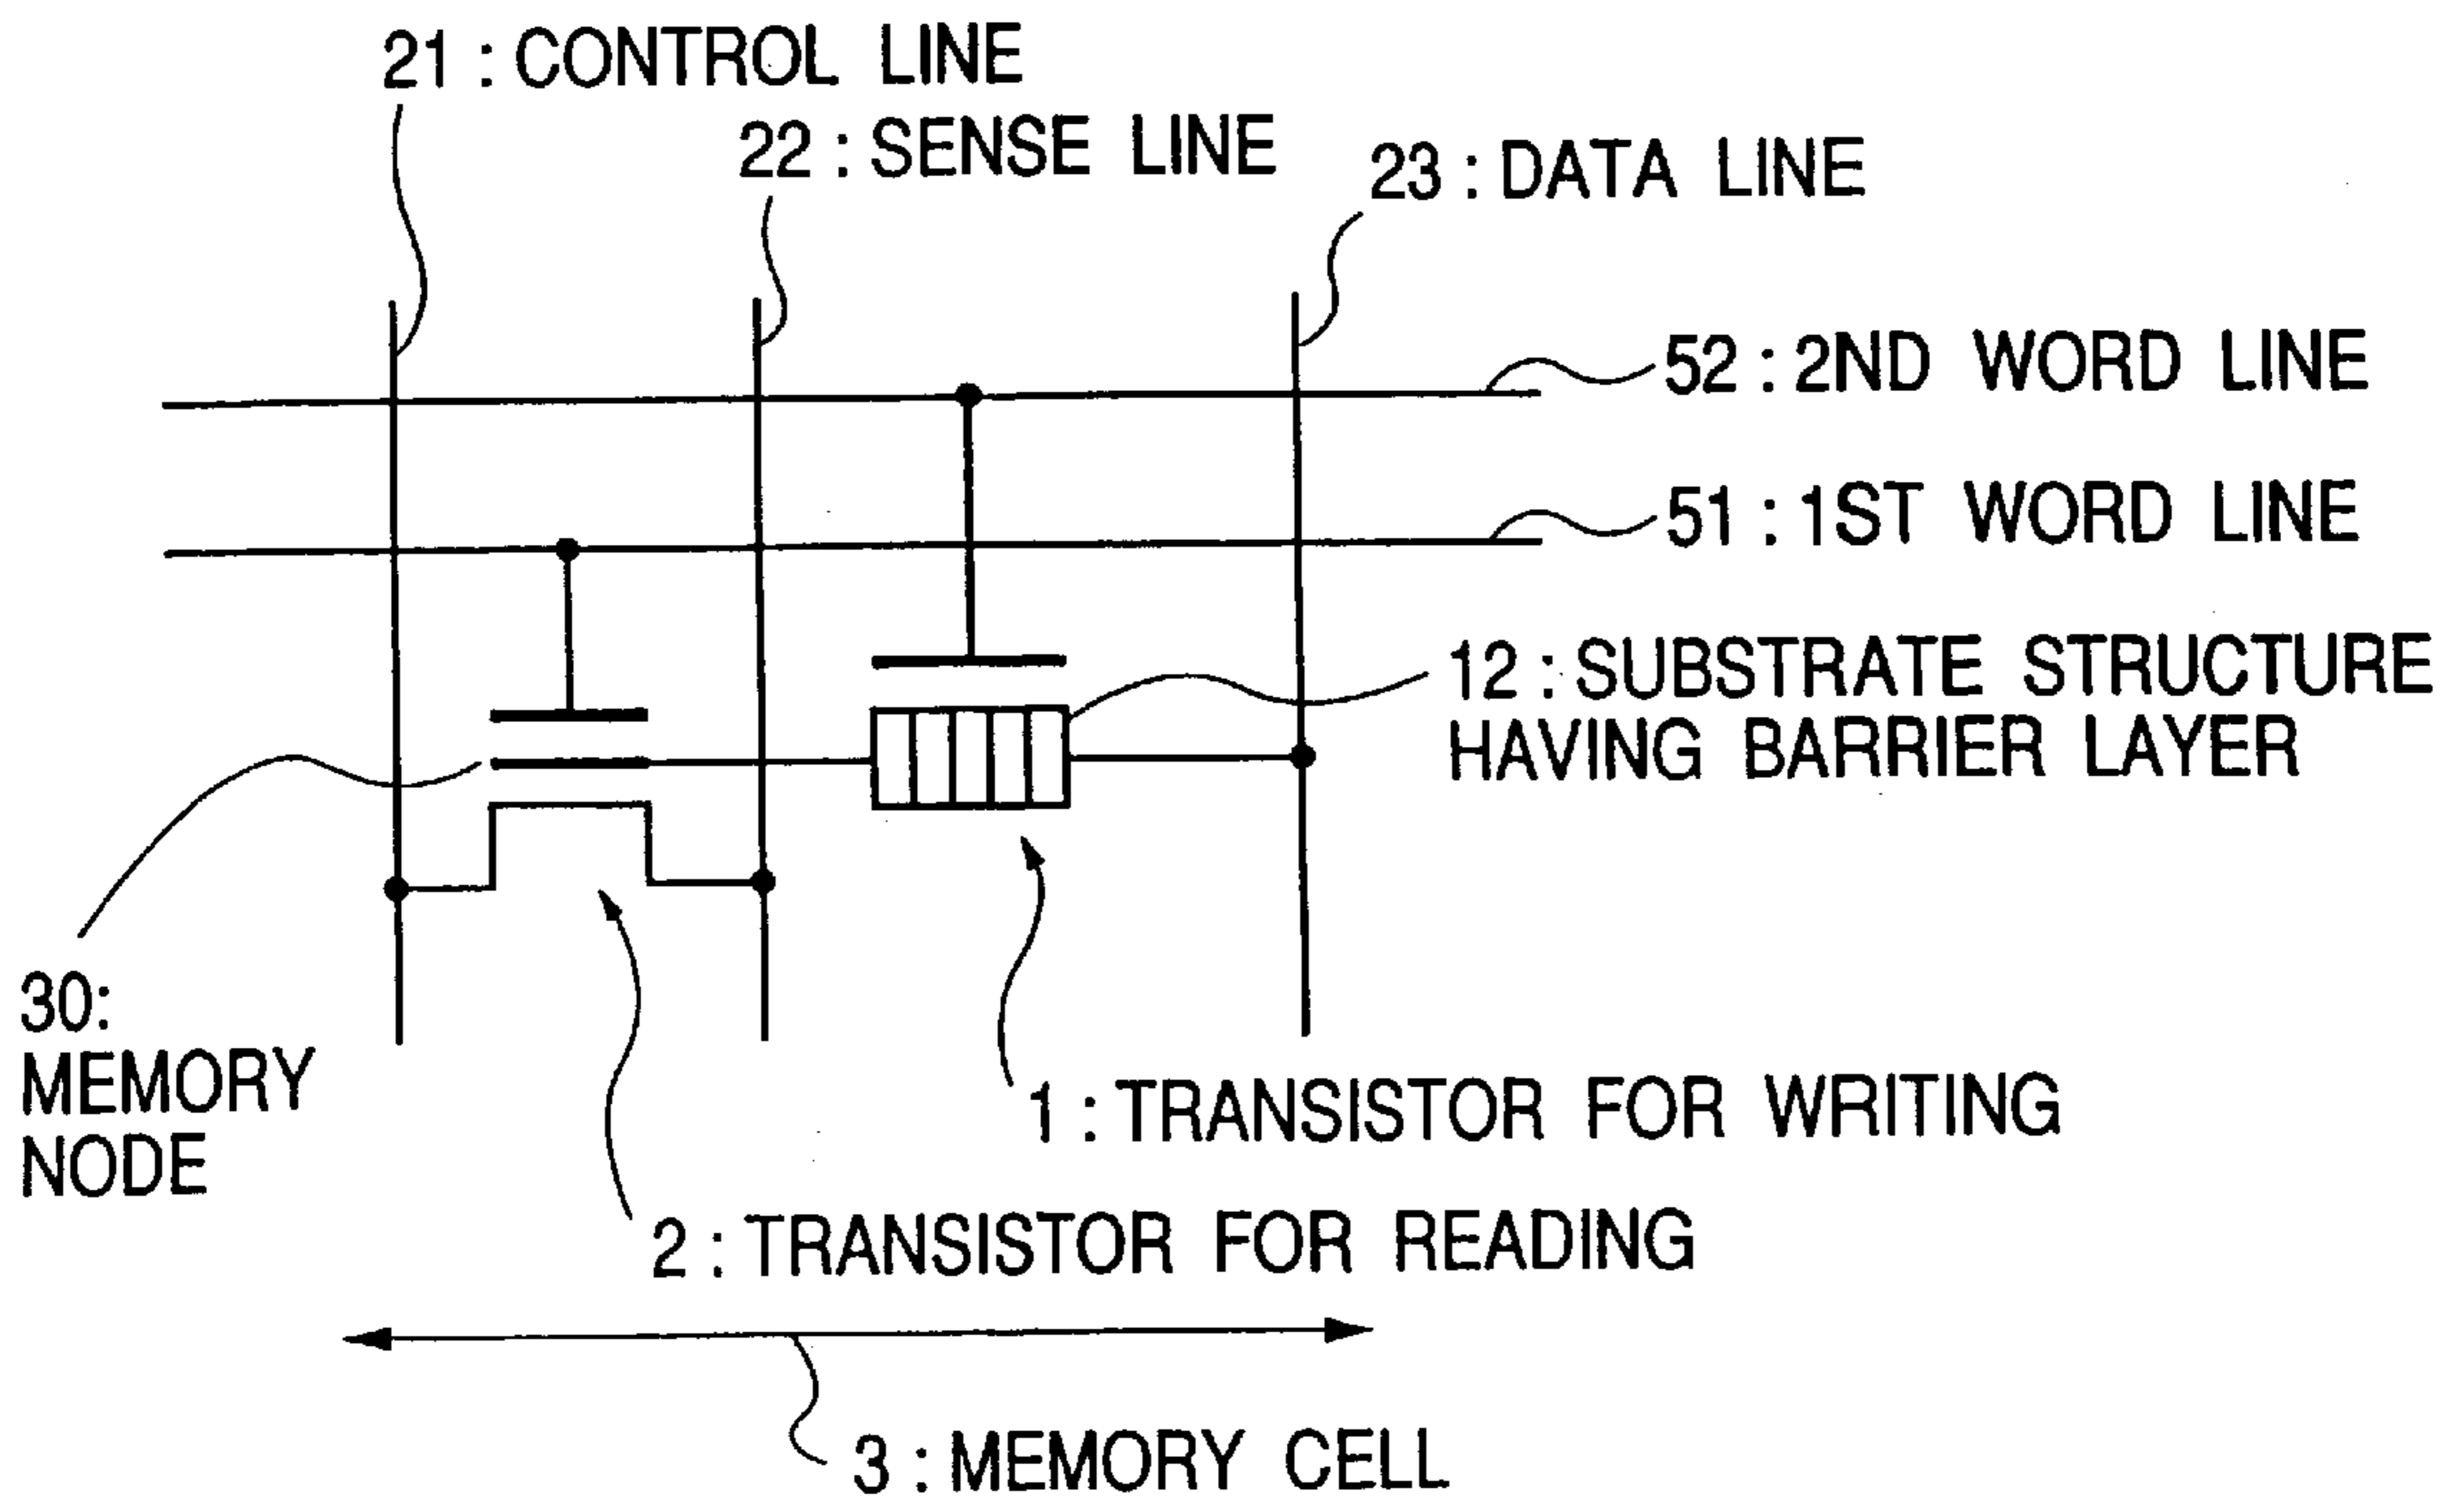 21 : CONTROL LINE
22 : SENSE LINE
23 : DATA LINE
52 : 2ND WORD LINE
51 : 1ST WORD LINE
12 : SUBSTRATE STRUCTURE
HAVING BARRIER LAYER
30:
MEMORY
NODE
1 : TRANSISTOR FOR WRITING
2 : TRANSISTOR FOR READING
3 : MEMORY CELL